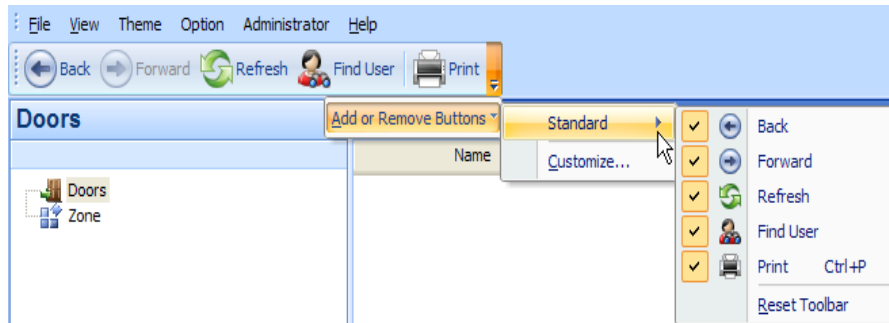 File View Theme Option Administrator Help
Back Forward Refresh Find User Print
Doors
Add or Remove Buttons
Standard
Customize...
Name
Doors
Zone
Back
Forward
Refresh
Find User
Print Ctrl+P
Reset Toolbar